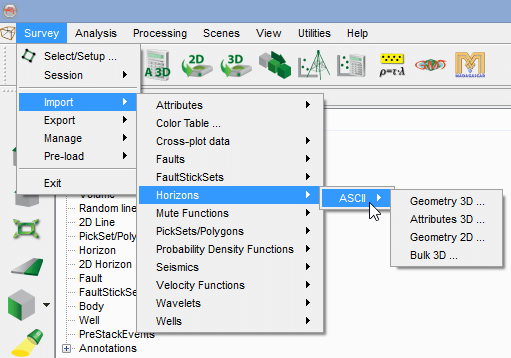 Survey Analysis Processing Scenes View Utilities Help
Select/Setup ...
Session
Import
Export
Manage
Pre-load
Exit
A 3D 2D 3D ρ=τ·λ MADAGASCAR
Attributes
Color Table ...
Cross-plot data
Faults
FaultStickSets
Horizons
Mute Functions
PickSets/Polygons
Probability Density Functions
Seismics
Velocity Functions
Wavelets
Wells
ASCII
Geometry 3D ...
Attributes 3D ...
Geometry 2D ...
Bulk 3D ...
Volume
Random line
2D Line
PickSet/Poly
Horizon
2D Horizon
Fault
FaultStickSe
Body
Well
PreStackEvents
Annotations